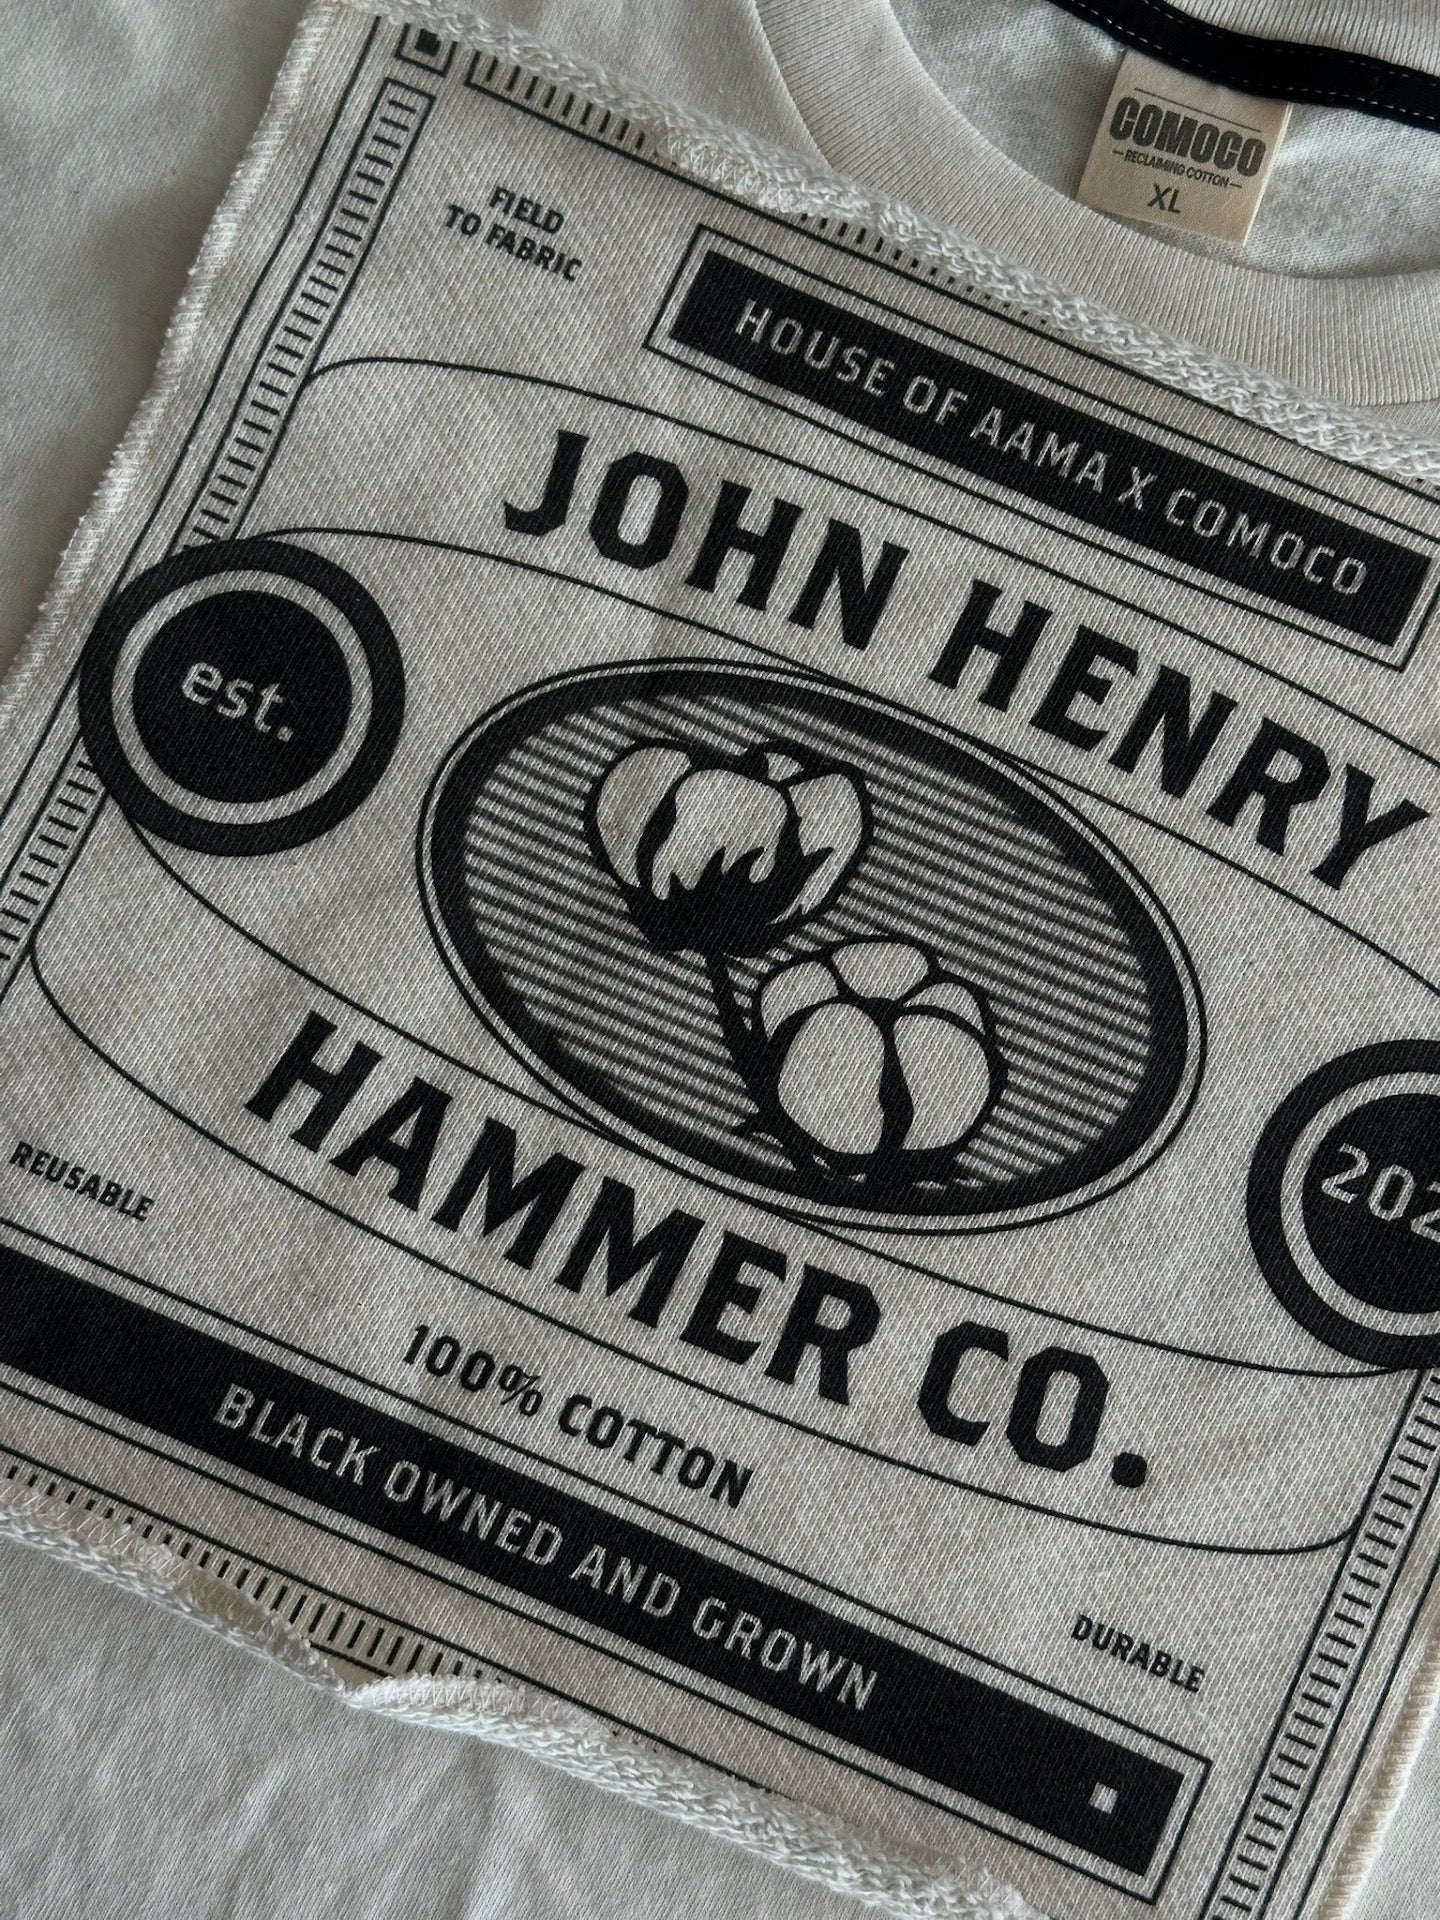 COMOCO
RECLAIMING COTTON
XL
FIELD
TO FABRIC
HOUSE OF AAMA X COMOCO
JOHN HENRY
est.
HAMMER CO.
REUSABLE
100% COTTON
BLACK OWNED AND GROWN
DURABLE